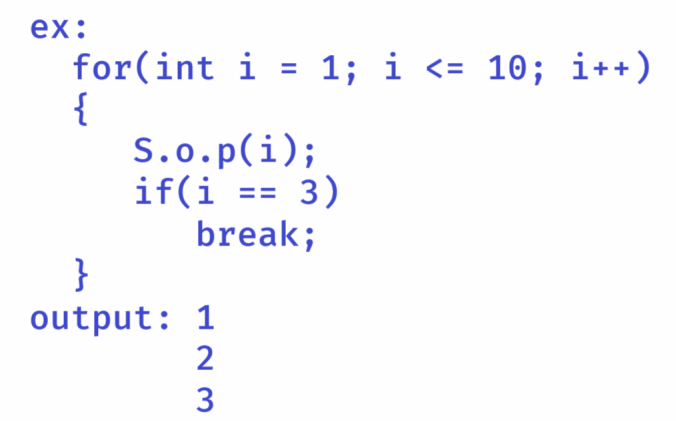 ex:
for(int i = 1; i <= 10; i++)
{
S.o.p(i);
if(i == 3)
break;
}
output: 1
2
3